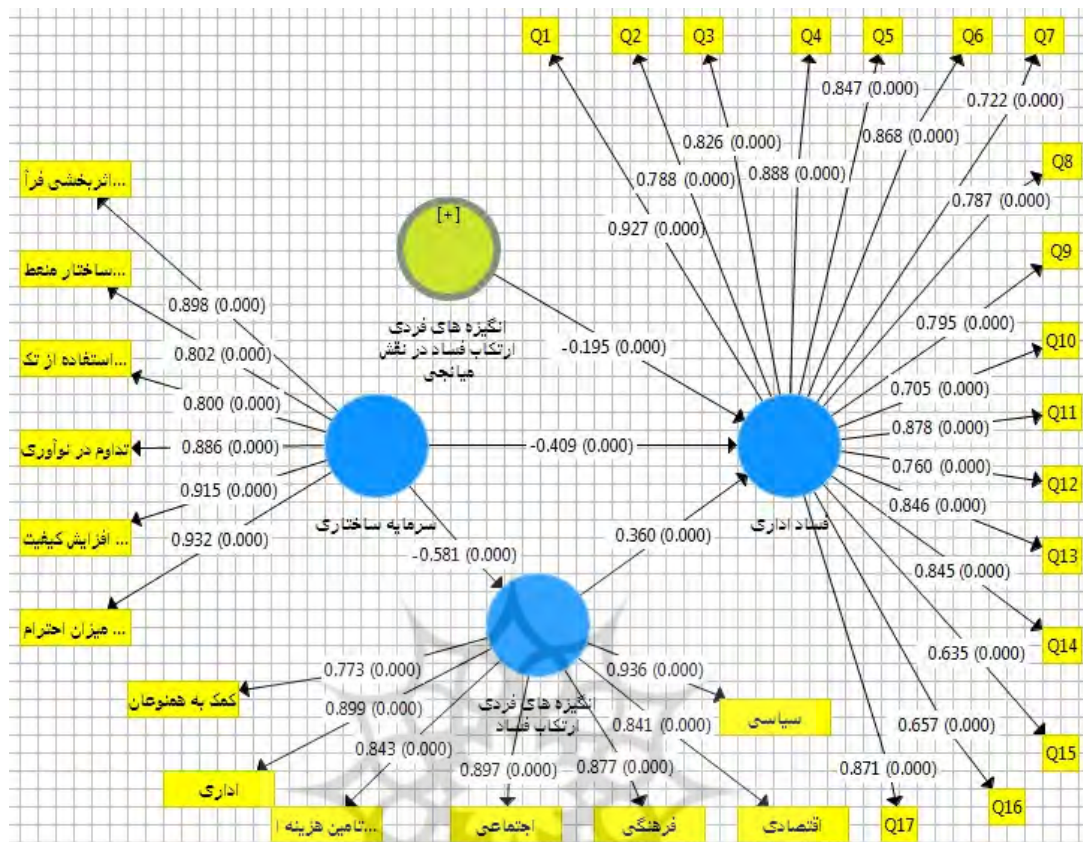 Q1
Q2
Q3
Q4
Q5
Q6
Q7
0.847 (0.000)
0.722 (0.000)
0.826 (0.000)
0.868 (0.000)
0.788 (0.000)
0.888 (0.000)
0.787 (0.000)
0.927 (0.000)
Q8
Q9
0.795 (0.000)
Q10
0.705 (0.000)
Q11
0.878 (0.000)
0.760 (0.000)
Q12
0.846 (0.000)
Q13
0.845 (0.000)
Q14
0.635 (0.000)
Q15
0.657 (0.000)
Q16
0.871 (0.000)
Q17
...اثربخشی فرآ
...ساختار منعط
...استفاده از تک
تداوم در نوآوری
... افزایش کیفیت
... میزان احترام
0.898 (0.000)
0.802 (0.000)
0.800 (0.000)
0.886 (0.000)
0.915 (0.000)
0.932 (0.000)
[+]
انگیزه های فردی
ارتکاب فساد در نقش
میانجی
-0.195 (0.000)
-0.409 (0.000)
سرمایه ساختاری
فساد اداری
0.360 (0.000)
-0.581 (0.000)
انگیزه های فردی
ارتکاب فساد
0.773 (0.000)
0.899 (0.000)
0.843 (0.000)
0.897 (0.000)
0.877 (0.000)
0.841 (0.000)
0.936 (0.000)
کمک به همنوعان
اداری
...تامین هزینه ا
اجتماعی
فرهنگی
اقتصادی
سیاسی